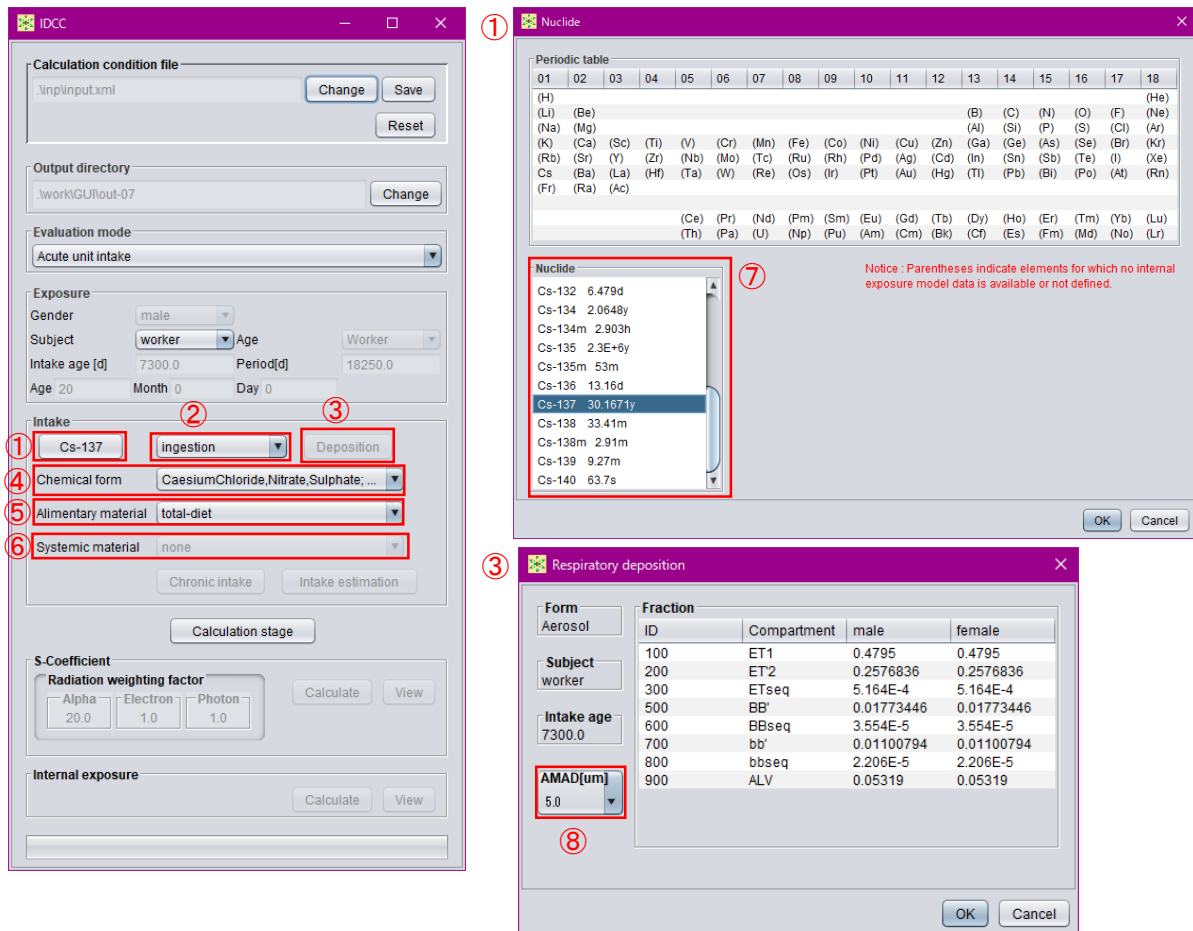 IDCC
Calculation condition file
.\inp\input.xml
Change
Save
Reset
Output directory
.\work\GUI\out-07
Change
Evaluation mode
Acute unit intake
Exposure
Gender male
Subject worker Age Worker
Intake age [d] 7300.0 Period[d] 18250.0
Age 20 Month 0 Day 0
Intake
② ③
① Cs-137 ingestion Deposition
④ Chemical form CaesiumChloride,Nitrate,Sulphate; ...
⑤ Alimentary material total-diet
⑥ Systemic material none
Chronic intake Intake estimation
Calculation stage
S-Coefficient
Radiation weighting factor
Alpha Electron Photon
20.0 1.0 1.0
Calculate View
Internal exposure
Calculate View
① Nuclide
Periodic table
01 02 03 04 05 06 07 08 09 10 11 12 13 14 15 16 17 18
(H) (He)
(Li) (Be) (B) (C) (N) (O) (F) (Ne)
(Na) (Mg) (Al) (Si) (P) (S) (Cl) (Ar)
(K) (Ca) (Sc) (Ti) (V) (Cr) (Mn) (Fe) (Co) (Ni) (Cu) (Zn) (Ga) (Ge) (As) (Se) (Br) (Kr)
(Rb) (Sr) (Y) (Zr) (Nb) (Mo) (Tc) (Ru) (Rh) (Pd) (Ag) (Cd) (In) (Sn) (Sb) (Te) (I) (Xe)
Cs (Ba) (La) (Hf) (Ta) (W) (Re) (Os) (Ir) (Pt) (Au) (Hg) (Tl) (Pb) (Bi) (Po) (At) (Rn)
(Fr) (Ra) (Ac)
(Ce) (Pr) (Nd) (Pm) (Sm) (Eu) (Gd) (Tb) (Dy) (Ho) (Er) (Tm) (Yb) (Lu)
(Th) (Pa) (U) (Np) (Pu) (Am) (Cm) (Bk) (Cf) (Es) (Fm) (Md) (No) (Lr)
Nuclide
⑦
Cs-132 6.479d
Cs-134 2.0648y
Cs-134m 2.903h
Cs-135 2.3E+6y
Cs-135m 53m
Cs-136 13.16d
Cs-137 30.1671y
Cs-138 33.41m
Cs-138m 2.91m
Cs-139 9.27m
Cs-140 63.7s
Notice : Parentheses indicate elements for which no internal
exposure model data is available or not defined.
OK Cancel
③ Respiratory deposition
Form
Aerosol
Subject
worker
Intake age
7300.0
AMAD[um]
5.0
⑧
Fraction
ID Compartment male female
100 ET1 0.4795 0.4795
200 ET'2 0.2576836 0.2576836
300 ETseq 5.164E-4 5.164E-4
500 BB' 0.01773446 0.01773446
600 BBseq 3.554E-5 3.554E-5
700 bb' 0.01100794 0.01100794
800 bbseq 2.206E-5 2.206E-5
900 ALV 0.05319 0.05319
OK Cancel